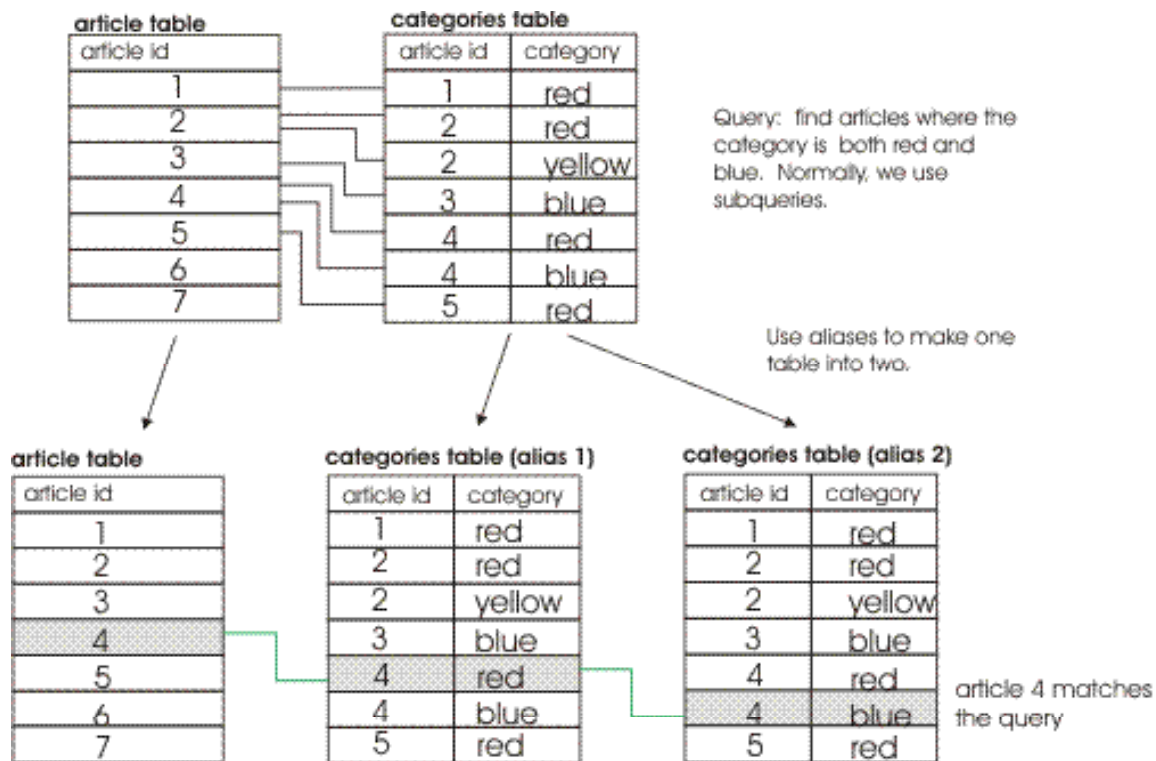 article table
article id
1
2
3
4
5
6
7
categories table
article id category
1 red
2 red
2 yellow
3 blue
4 red
4 blue
5 red
Query: find articles where the
category is both red and
blue. Normally, we use
subqueries.
Use aliases to make one
table into two.
article table
article id
1
2
3
4
5
6
7
categories table (alias 1)
article id category
1 red
2 red
2 yellow
3 blue
4 red
4 blue
5 red
categories table (alias 2)
article id category
1 red
2 red
2 yellow
3 blue
4 red
4 blue
5 red
article 4 matches
the query